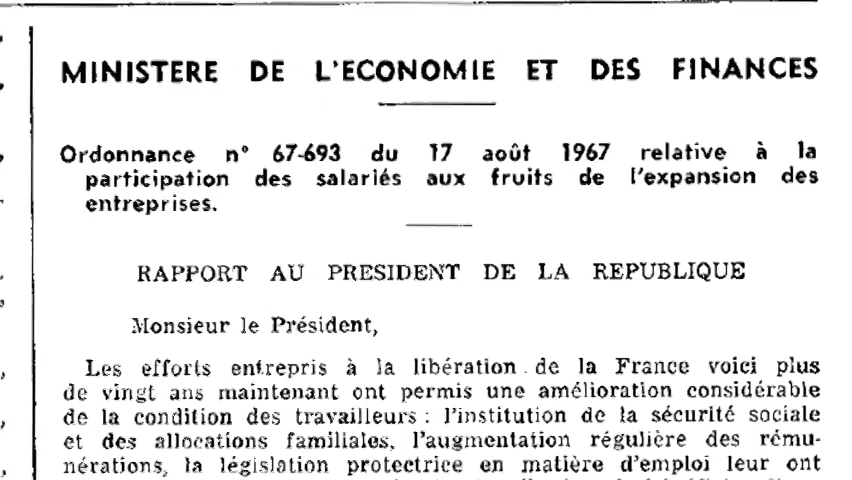 MINISTERE DE L'ECONOMIE ET DES FINANCES
Ordonnance n° 67-693 du 17 août 1967 relative à la
participation des salariés aux fruits de l'expansion des
entreprises.
RAPPORT AU PRESIDENT DE LA REPUBLIQUE
Monsieur le Président,
Les efforts entrepris à la libération de la France voici plus
de vingt ans maintenant ont permis une amélioration considérable
de la condition des travailleurs : l'institution de la sécurité sociale
et des allocations familiales, l'augmentation régulière des rému-
nérations, la législation protectrice en matière d'emploi leur ont